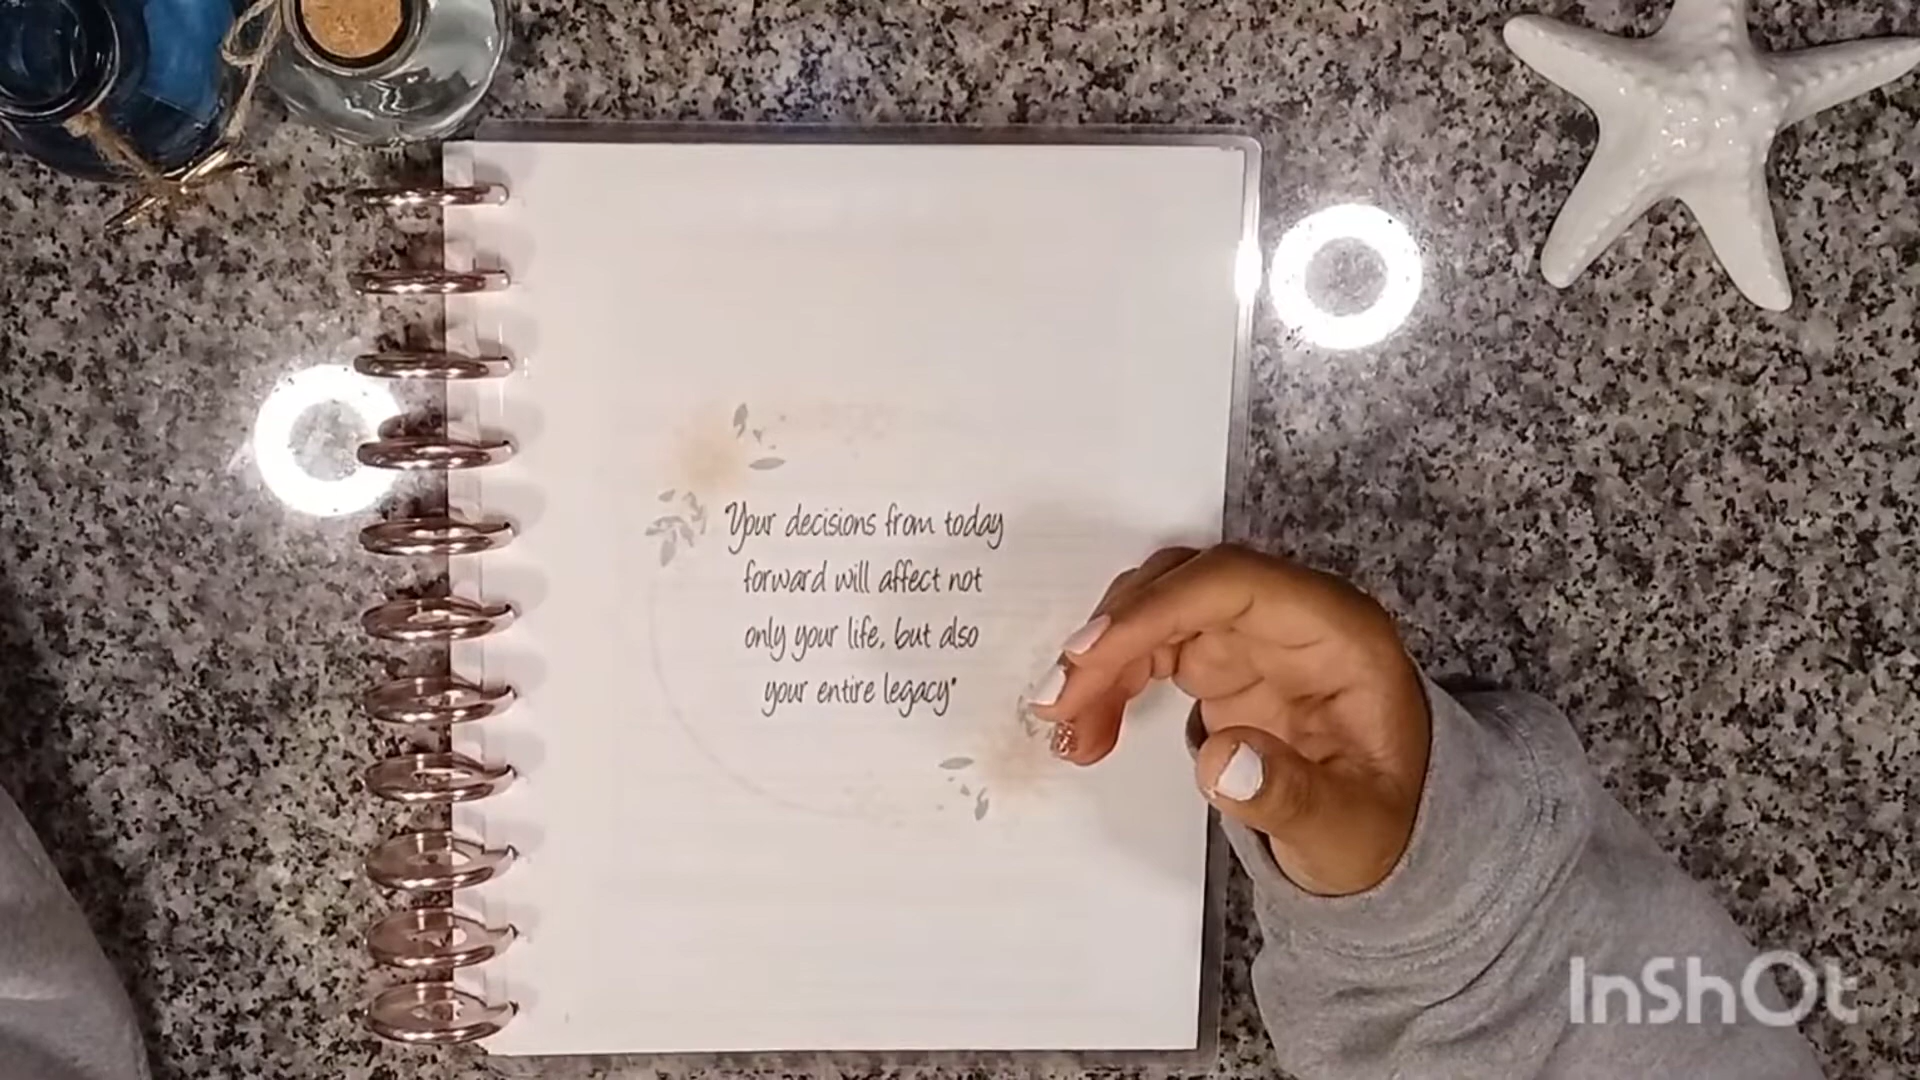 "Your decisions from today
forward will affect not
only your life, but also
your entire legacy"
InShOt